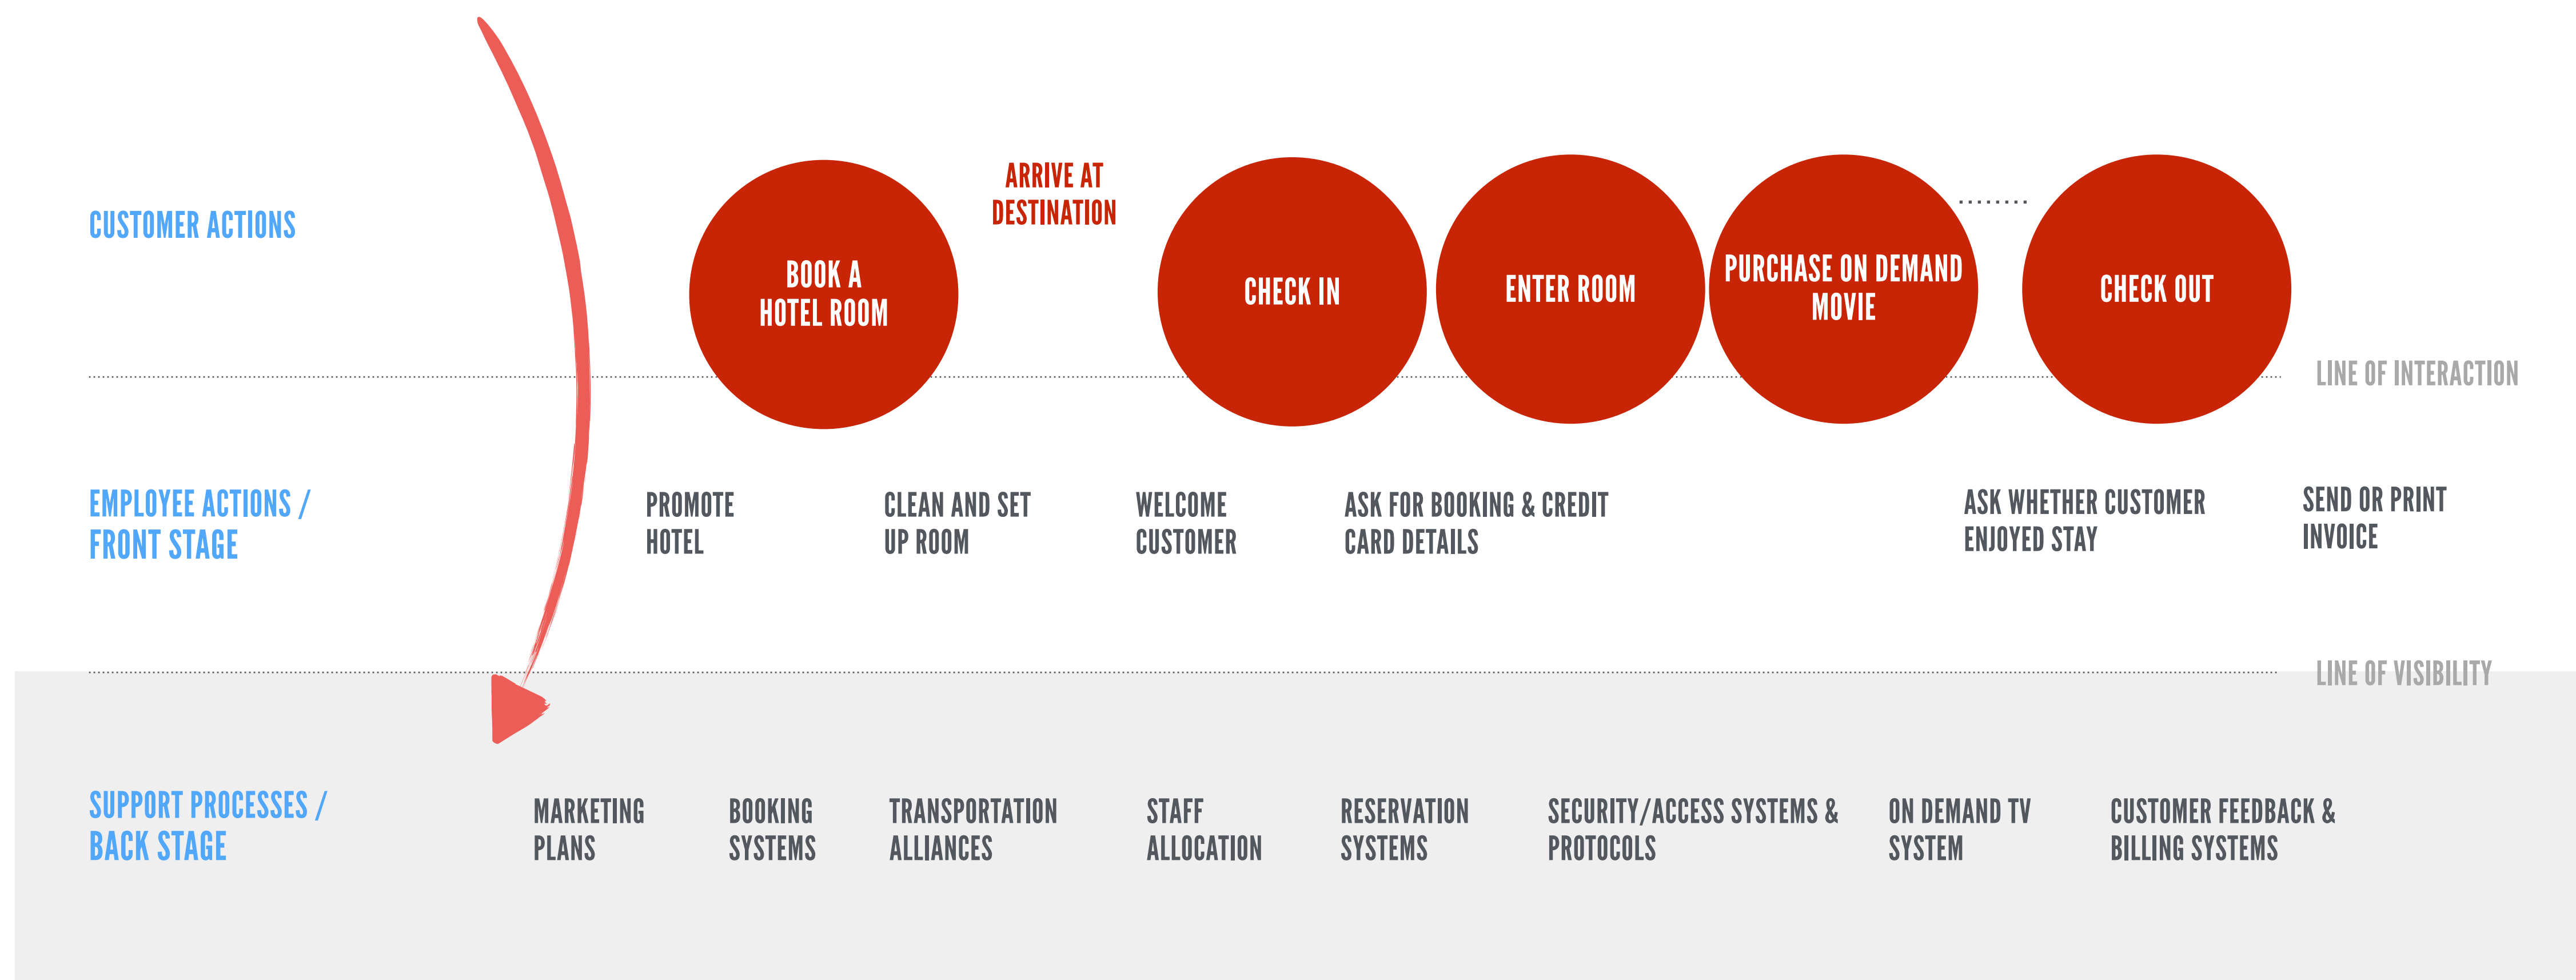 CUSTOMER ACTIONS
ARRIVE AT
DESTINATION
BOOK A
HOTEL ROOM
CHECK IN
ENTER ROOM
PURCHASE ON DEMAND
MOVIE
CHECK OUT
LINE OF INTERACTION
EMPLOYEE ACTIONS /
FRONT STAGE
PROMOTE
HOTEL
CLEAN AND SET
UP ROOM
WELCOME
CUSTOMER
ASK FOR BOOKING & CREDIT
CARD DETAILS
ASK WHETHER CUSTOMER
ENJOYED STAY
SEND OR PRINT
INVOICE
LINE OF VISIBILITY
SUPPORT PROCESSES /
BACK STAGE
MARKETING
PLANS
BOOKING
SYSTEMS
TRANSPORTATION
ALLIANCES
STAFF
ALLOCATION
RESERVATION
SYSTEMS
SECURITY/ACCESS SYSTEMS &
PROTOCOLS
ON DEMAND TV
SYSTEM
CUSTOMER FEEDBACK &
BILLING SYSTEMS